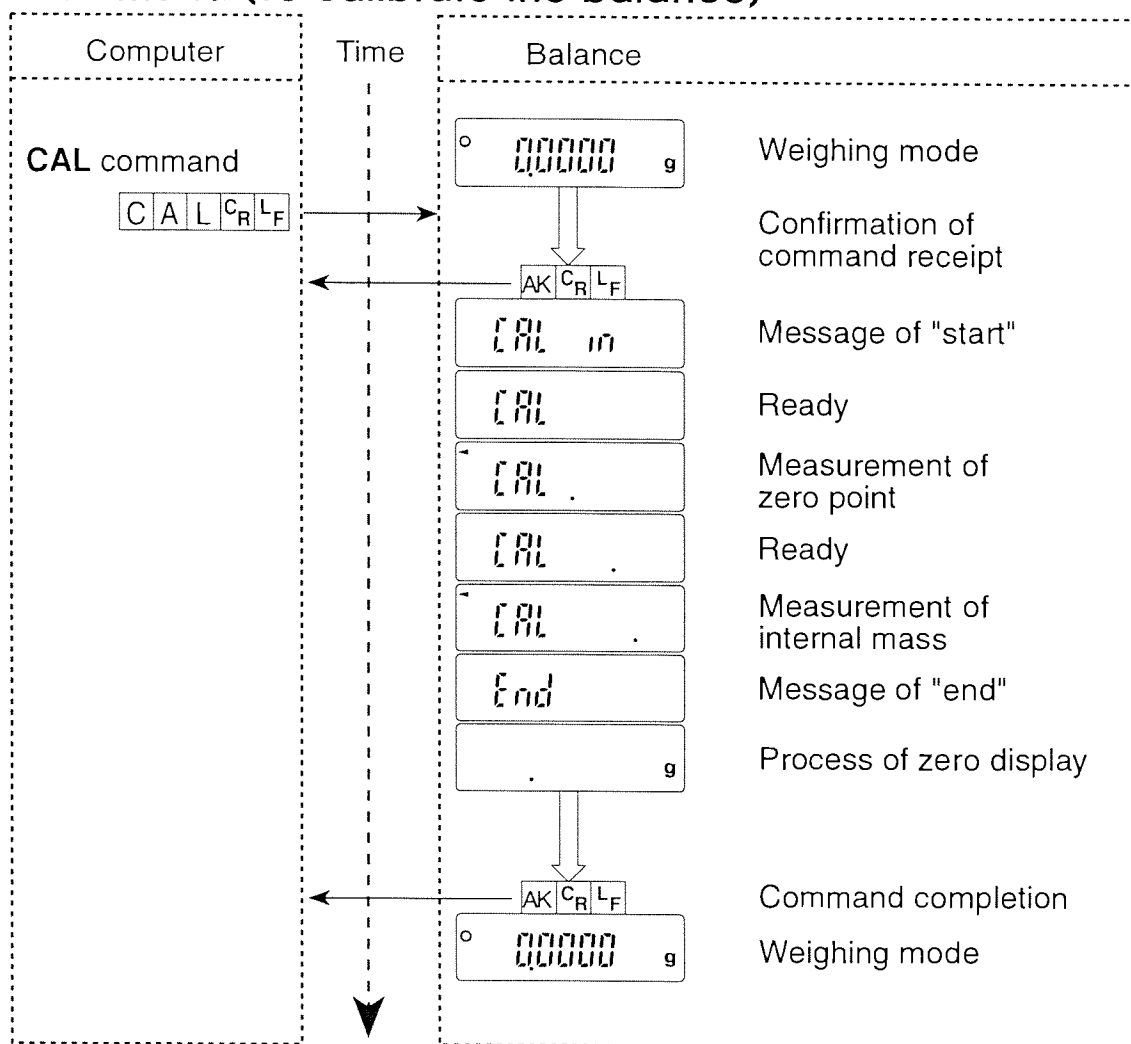 (to calibrate the balance)
Computer Time Balance
0.0000 g Weighing mode
CAL command
C A L CR LF
Confirmation of
command receipt
AK CR LF
CAL in Message of "start"
CAL Ready
CAL . Measurement of
zero point
CAL . Ready
CAL . Measurement of
internal mass
End Message of "end"
. g Process of zero display
AK CR LF Command completion
0.0000 g Weighing mode